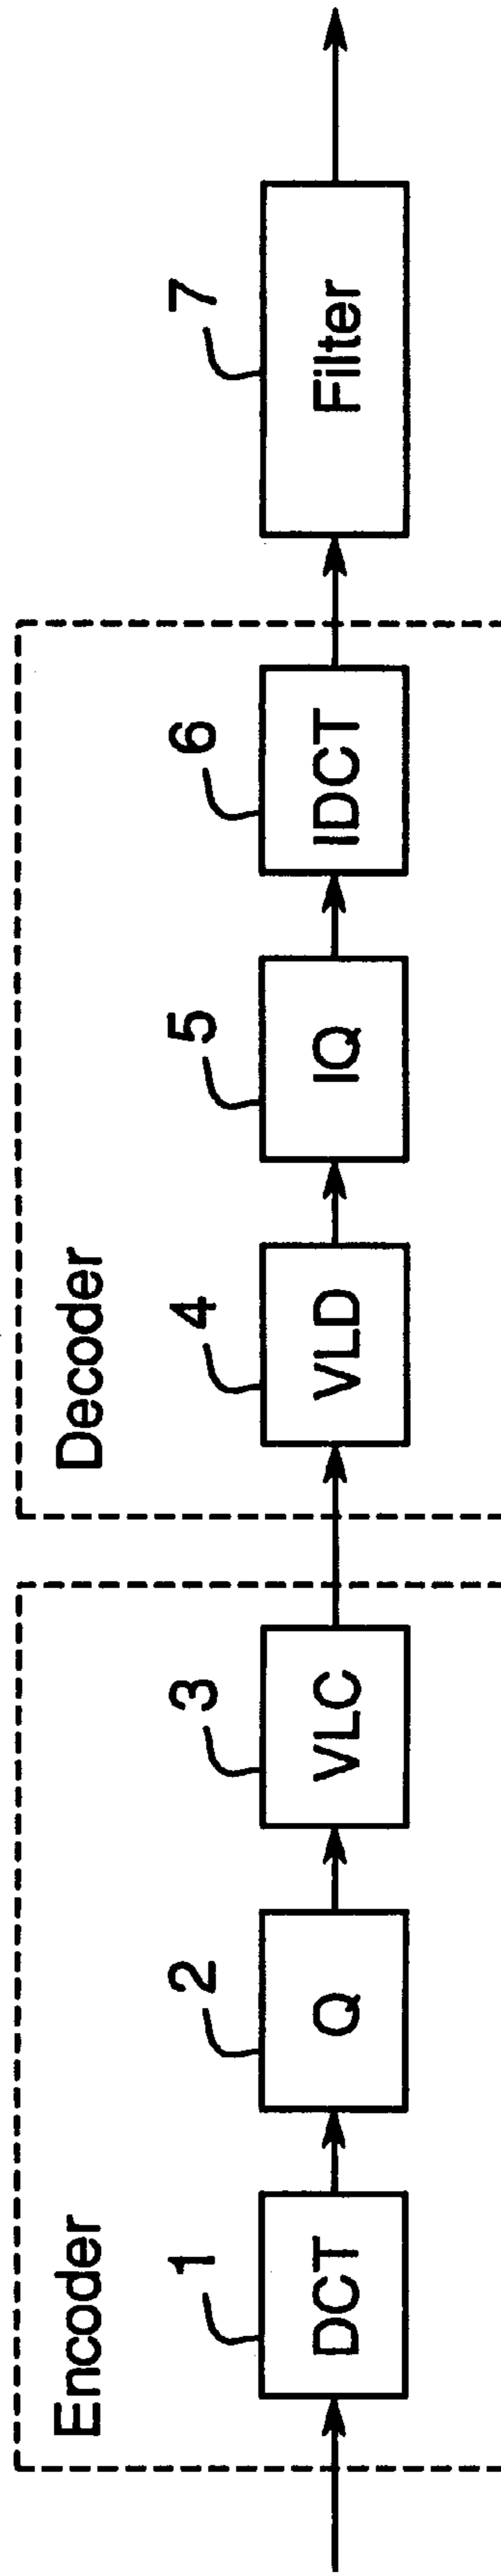 Encoder
Decoder
1
2
3
4
5
6
7
DCT
Q
VLC
VLD
IQ
IDCT
Filter